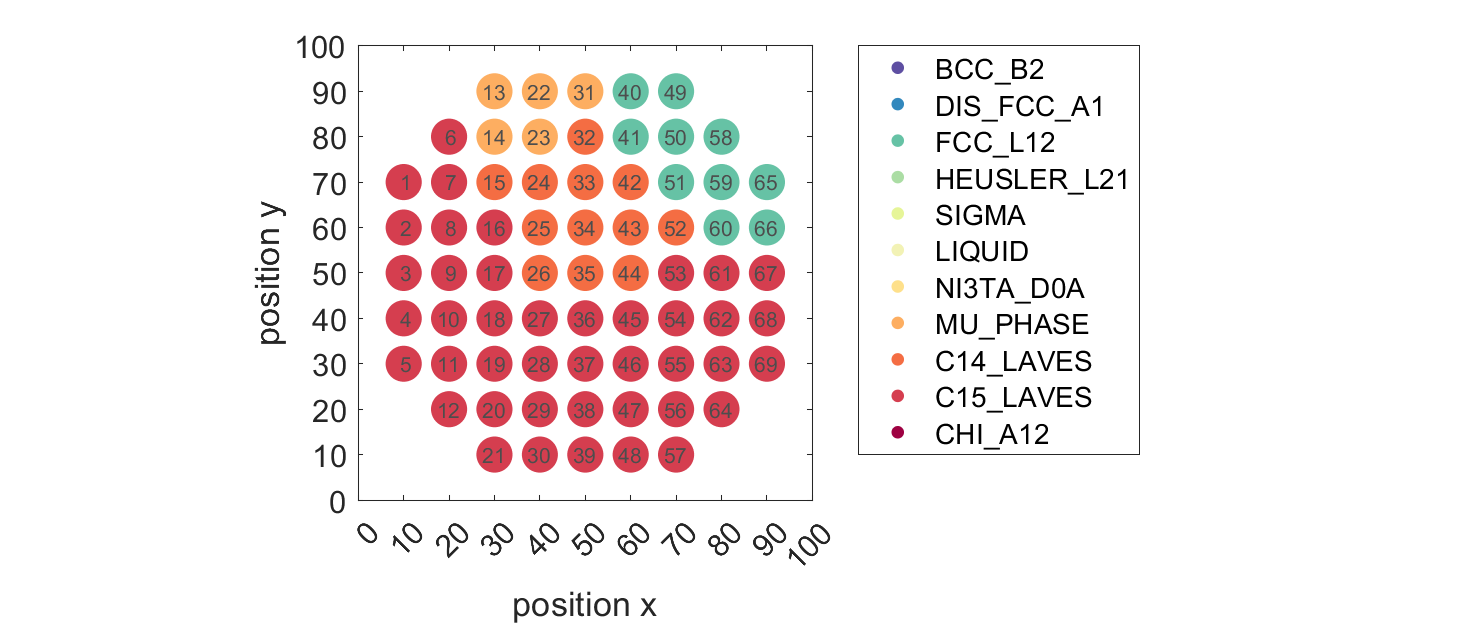 100
90
80
70
60
50
40
30
20
10
0
13 22 31 40 49
6 14 23 32 41 50 58
1 7 15 24 33 42 51 59 65
2 8 16 25 34 43 52 60 66
3 9 17 26 35 44 53 61 67
4 10 18 27 36 45 54 62 68
5 11 19 28 37 46 55 63 69
12 20 29 38 47 56 64
21 30 39 48 57
0 10 20 30 40 50 60 70 80 90 100
position x
position y
BCC_B2
DIS_FCC_A1
FCC_L12
HEUSLER_L21
SIGMA
LIQUID
NI3TA_D0A
MU_PHASE
C14_LAVES
C15_LAVES
CHI_A12